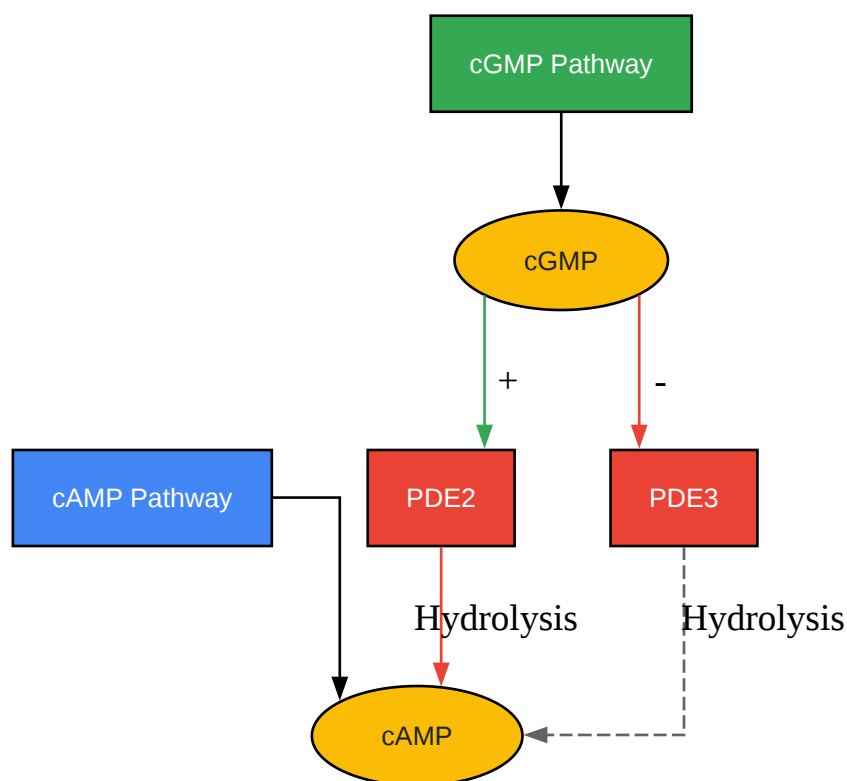 cGMP Pathway
cGMP
+
-
cAMP Pathway
PDE2
PDE3
Hydrolysis
Hydrolysis
cAMP